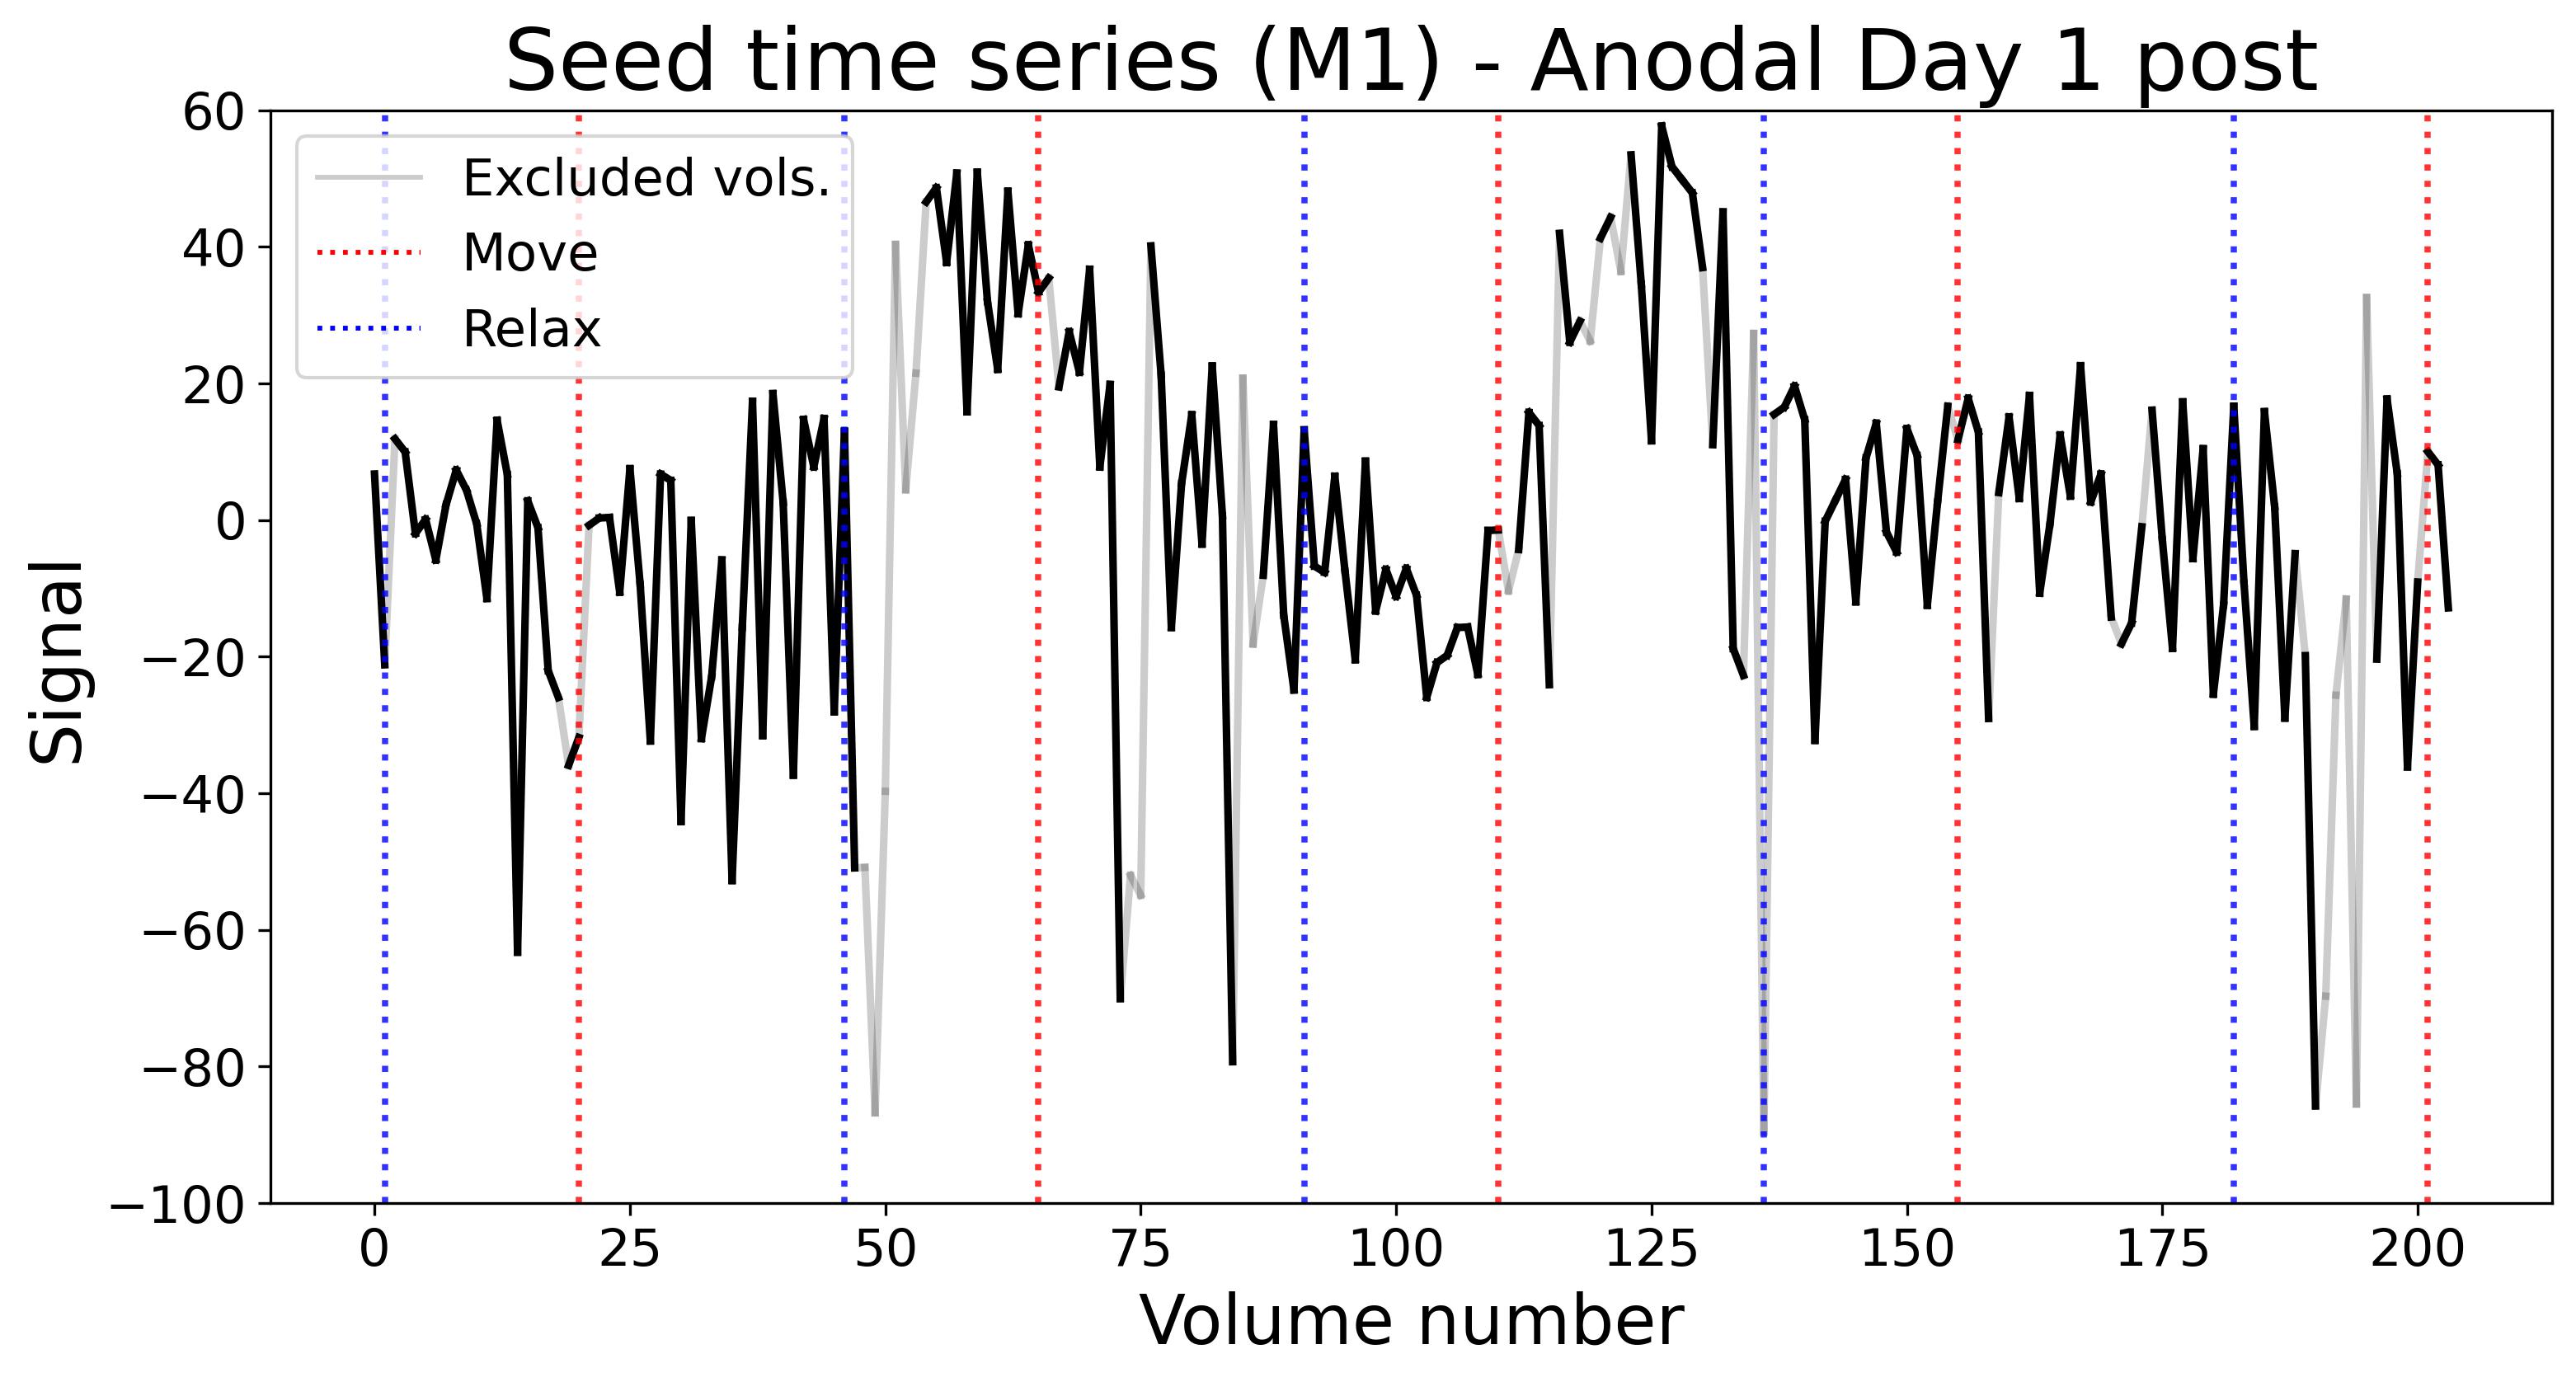 Seed time series (M1) - Anodal Day 1 post
60
40
20
0
−20
−40
−60
−80
−100
Signal
Excluded vols.
Move
Relax
0 25 50 75 100 125 150 175 200
Volume number